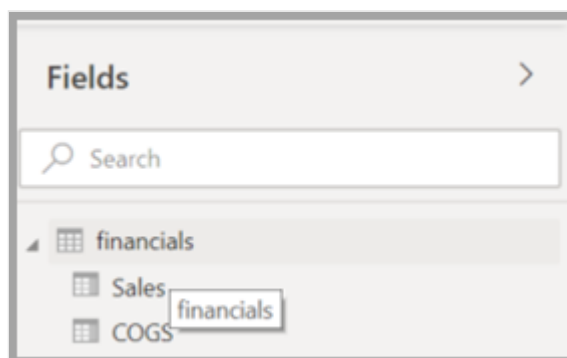 Fields
Search
financials
Sales
financials
COGS